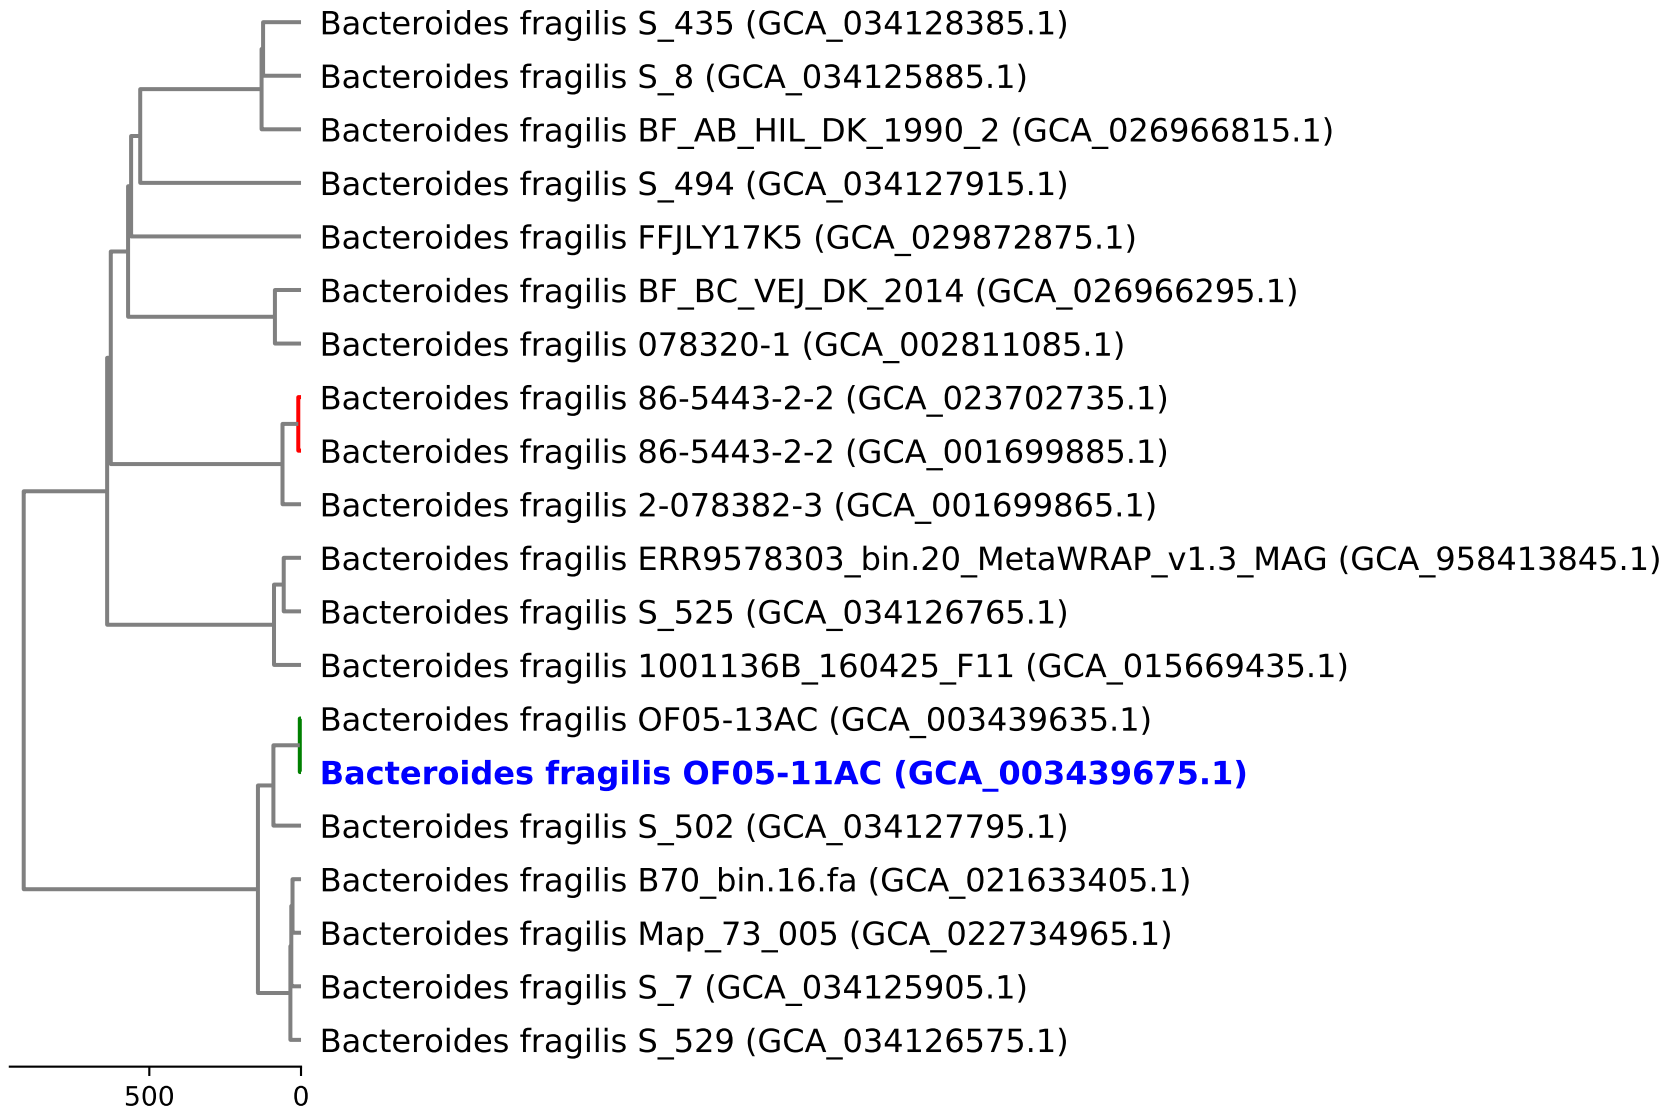 Bacteroides fragilis S_435 (GCA_034128385.1)
Bacteroides fragilis S_8 (GCA_034125885.1)
Bacteroides fragilis BF_AB_HIL_DK_1990_2 (GCA_026966815.1)
Bacteroides fragilis S_494 (GCA_034127915.1)
Bacteroides fragilis FFJLY17K5 (GCA_029872875.1)
Bacteroides fragilis BF_BC_VEJ_DK_2014 (GCA_026966295.1)
Bacteroides fragilis 078320-1 (GCA_002811085.1)
Bacteroides fragilis 86-5443-2-2 (GCA_023702735.1)
Bacteroides fragilis 86-5443-2-2 (GCA_001699885.1)
Bacteroides fragilis 2-078382-3 (GCA_001699865.1)
Bacteroides fragilis ERR9578303_bin.20_MetaWRAP_v1.3_MAG (GCA_958413845.1)
Bacteroides fragilis S_525 (GCA_034126765.1)
Bacteroides fragilis 1001136B_160425_F11 (GCA_015669435.1)
Bacteroides fragilis OF05-13AC (GCA_003439635.1)
Bacteroides fragilis OF05-11AC (GCA_003439675.1)
Bacteroides fragilis S_502 (GCA_034127795.1)
Bacteroides fragilis B70_bin.16.fa (GCA_021633405.1)
Bacteroides fragilis Map_73_005 (GCA_022734965.1)
Bacteroides fragilis S_7 (GCA_034125905.1)
Bacteroides fragilis S_529 (GCA_034126575.1)
500 0